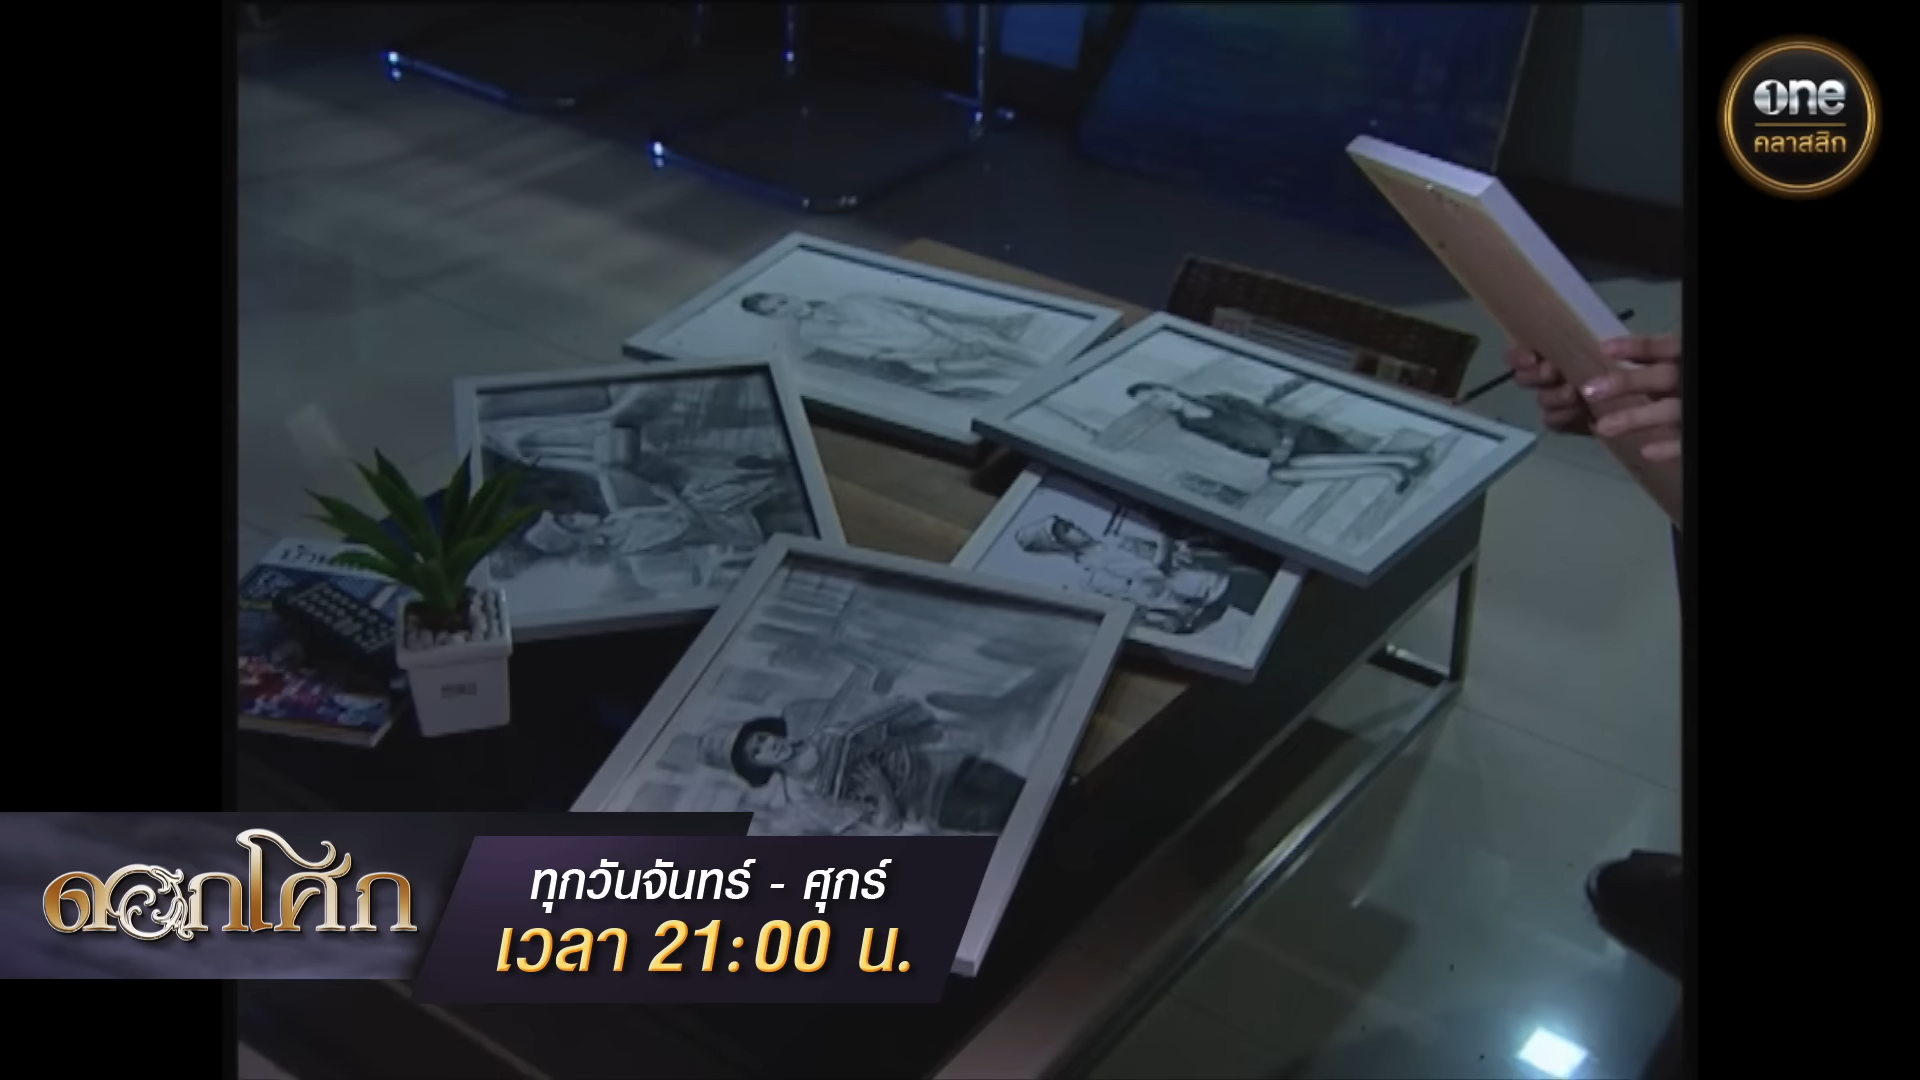 one
คลาสสิก
ดอกโศก
ทุกวันจันทร์ - ศุกร์
เวลา 21:00 น.